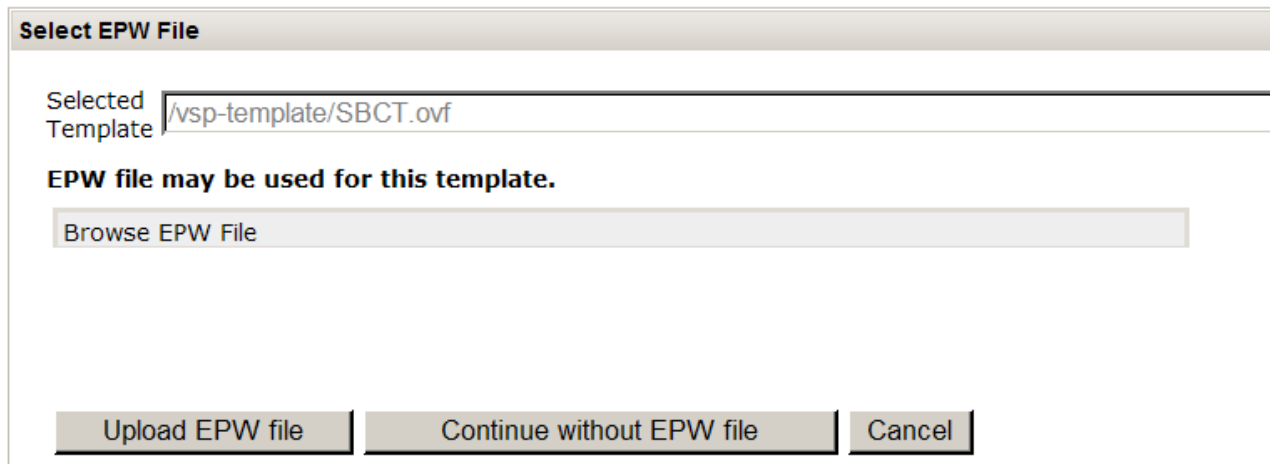 Select EPW File
Selected
Template
/vsp-template/SBCT.ovf
EPW file may be used for this template.
Browse EPW File
Upload EPW file
Continue without EPW file
Cancel